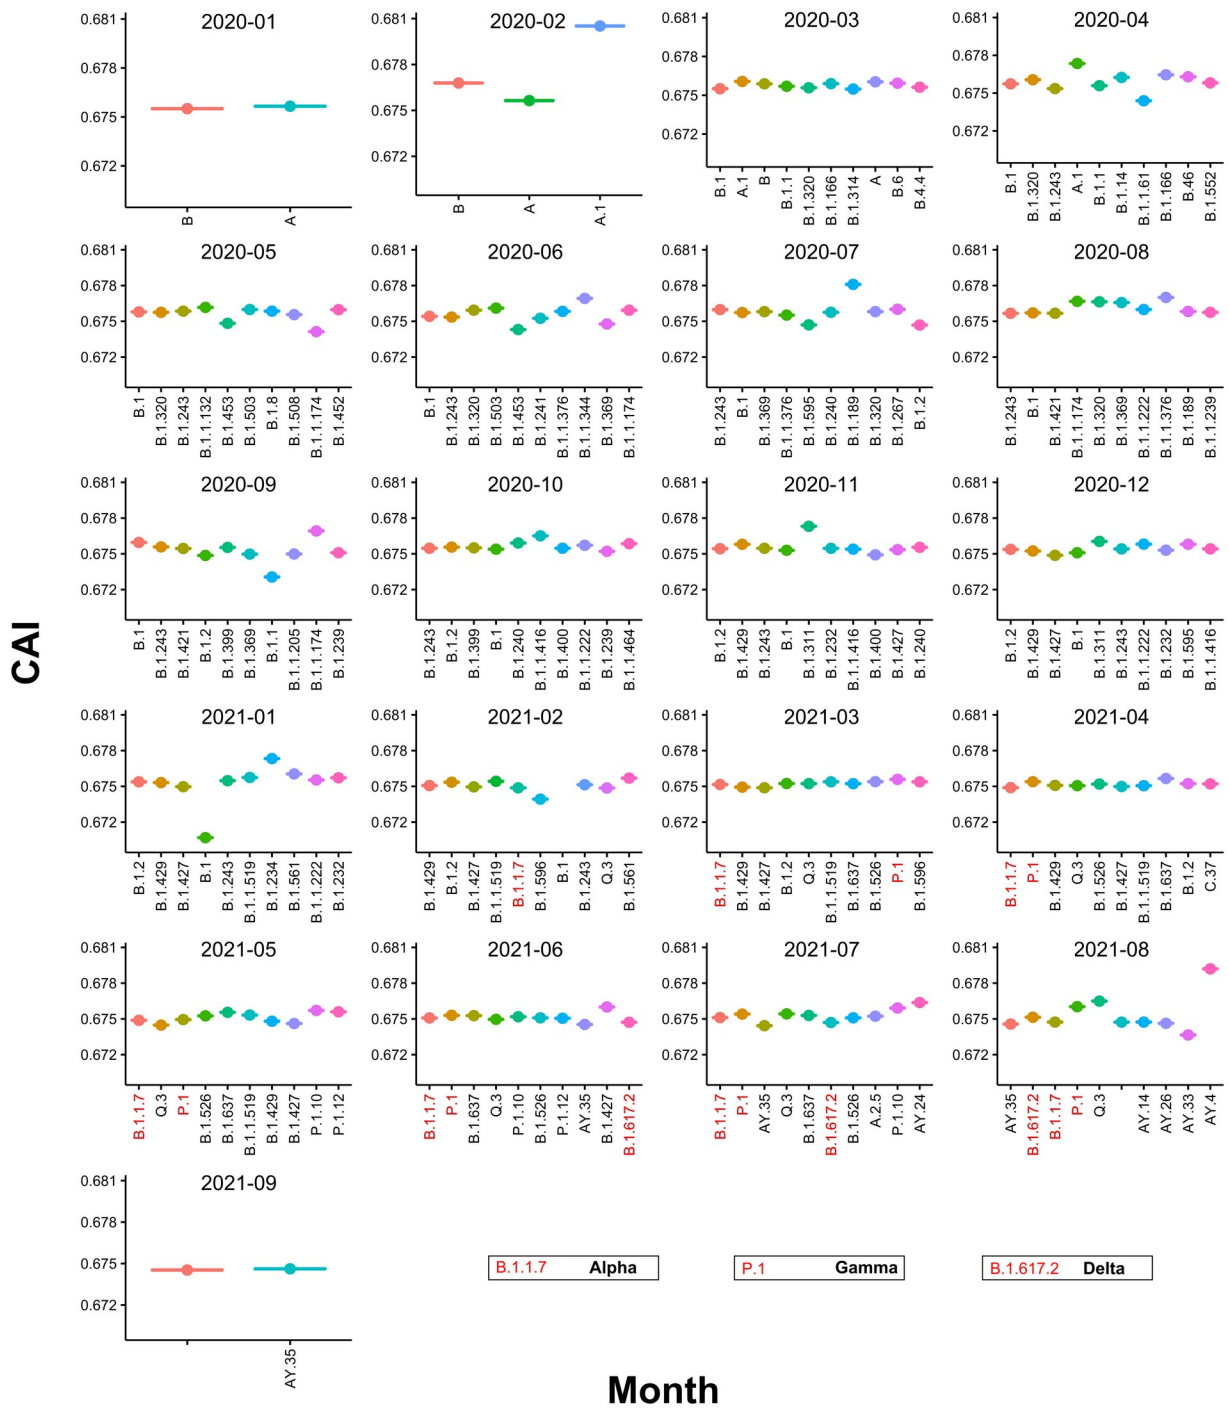 CAI
2020-01
0.681
0.678
0.675
0.672
B
A
2020-02
0.681
0.678
0.675
0.672
B
A
A.1
2020-03
0.681
0.678
0.675
0.672
B.1
A.1
B
B.1.1
B.1.320
B.1.166
B.1.314
A
B.6
B.4.4
2020-04
0.681
0.678
0.675
0.672
B.1
B.1.320
B.1.243
A.1
B.1.1
B.1.14
B.1.1.61
B.1.166
B.46
B.1.552
2020-05
0.681
0.678
0.675
0.672
B.1
B.1.320
B.1.243
B.1.1.132
B.1.453
B.1.503
B.1.8
B.1.508
B.1.1.174
B.1.452
2020-06
0.681
0.678
0.675
0.672
B.1
B.1.243
B.1.320
B.1.503
B.1.453
B.1.241
B.1.1.376
B.1.1.344
B.1.369
B.1.1.174
2020-07
0.681
0.678
0.675
0.672
B.1.243
B.1
B.1.369
B.1.1.376
B.1.595
B.1.240
B.1.189
B.1.320
B.1.267
B.1.2
2020-08
0.681
0.678
0.675
0.672
B.1.243
B.1
B.1.421
B.1.1.174
B.1.320
B.1.369
B.1.1.222
B.1.1.376
B.1.189
B.1.1.239
2020-09
0.681
0.678
0.675
0.672
B.1
B.1.243
B.1.421
B.1.2
B.1.399
B.1.369
B.1.1
B.1.1.205
B.1.1.174
B.1.239
2020-10
0.681
0.678
0.675
0.672
B.1.243
B.1.2
B.1.399
B.1
B.1.240
B.1.1.416
B.1.400
B.1.1.222
B.1.239
B.1.1.464
2020-11
0.681
0.678
0.675
0.672
B.1.2
B.1.429
B.1.243
B.1
B.1.311
B.1.232
B.1.1.416
B.1.400
B.1.427
B.1.240
2020-12
0.681
0.678
0.675
0.672
B.1.2
B.1.429
B.1.427
B.1
B.1.311
B.1.243
B.1.1.222
B.1.232
B.1.595
B.1.1.416
2021-01
0.681
0.678
0.675
0.672
B.1.2
B.1.429
B.1.427
B.1
B.1.243
B.1.1.519
B.1.234
B.1.561
B.1.1.222
B.1.232
2021-02
0.681
0.678
0.675
0.672
B.1.429
B.1.2
B.1.427
B.1.1.519
B.1.1.7
B.1.596
B.1
B.1.243
Q.3
B.1.561
2021-03
0.681
0.678
0.675
0.672
B.1.1.7
B.1.429
B.1.427
B.1.2
Q.3
B.1.1.519
B.1.637
B.1.526
P.1
B.1.596
2021-04
0.681
0.678
0.675
0.672
B.1.1.7
P.1
B.1.429
Q.3
B.1.526
B.1.427
B.1.1.519
B.1.637
B.1.2
C.37
2021-05
0.681
0.678
0.675
0.672
B.1.1.7
Q.3
P.1
B.1.526
B.1.637
B.1.1.519
B.1.429
B.1.427
P.1.10
P.1.12
2021-06
0.681
0.678
0.675
0.672
B.1.1.7
P.1
B.1.637
Q.3
P.1.10
B.1.526
P.1.12
AY.35
B.1.427
B.1.617.2
2021-07
0.681
0.678
0.675
0.672
B.1.1.7
P.1
AY.35
Q.3
B.1.637
B.1.617.2
B.1.526
A.2.5
P.1.10
AY.24
2021-08
0.681
0.678
0.675
0.672
AY.35
B.1.617.2
B.1.1.7
P.1
Q.3
AY.14
AY.26
AY.33
AY.4
2021-09
0.681
0.678
0.675
0.672
AY.35
B.1.1.7 Alpha
P.1 Gamma
B.1.617.2 Delta
Month